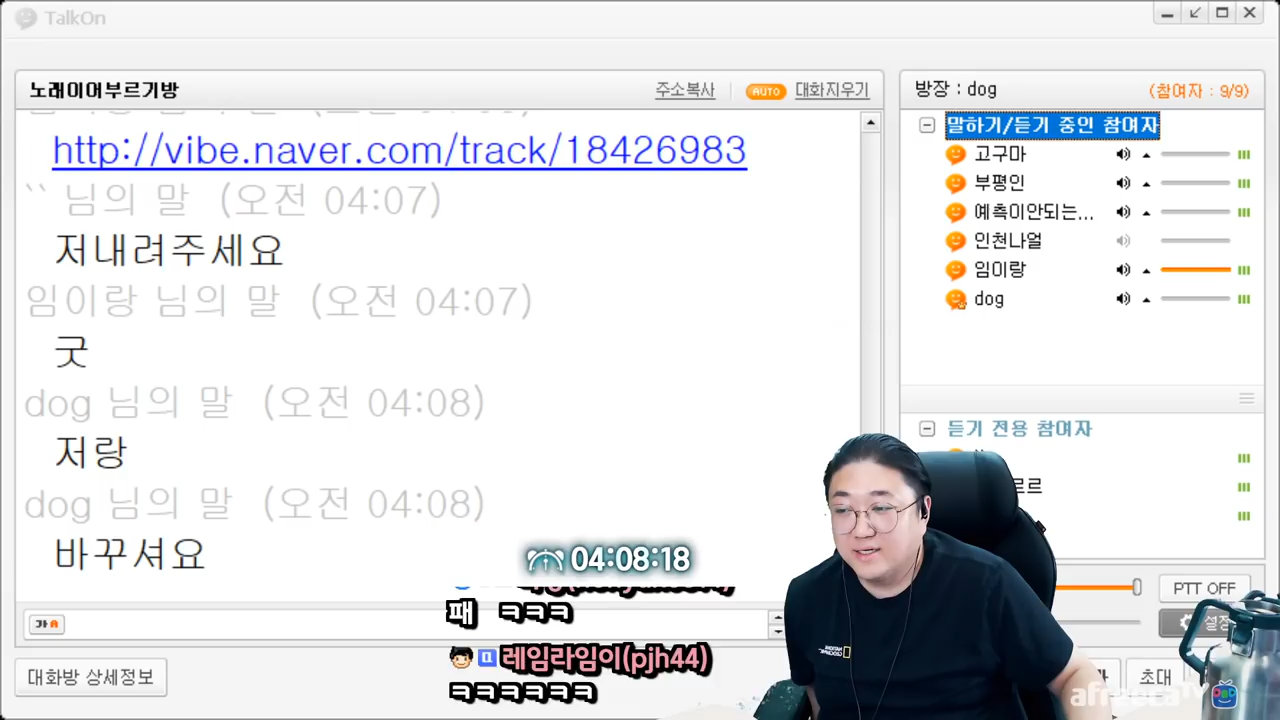 TalkOn
노래이어부르기방
주소복사
AUTO
대화지우기
http://vibe.naver.com/track/18426983
`` 님의 말 (오전 04:07)
저내려주세요
임이랑 님의 말 (오전 04:07)
굿
dog 님의 말 (오전 04:08)
저랑
dog 님의 말 (오전 04:08)
바꾸셔요
대화방 상세정보
방장 : dog
(참여자 : 9/9)
말하기/듣기 중인 참여자
고구마
부평인
예측이안되는...
인천나얼
임이랑
dog
듣기 전용 참여자
르르
PTT OFF
설정
초대
04:08:18
패 ㅋㅋㅋ
레임라임이(pjh44)
ㅋㅋㅋㅋㅋㅋ
afreecaTV